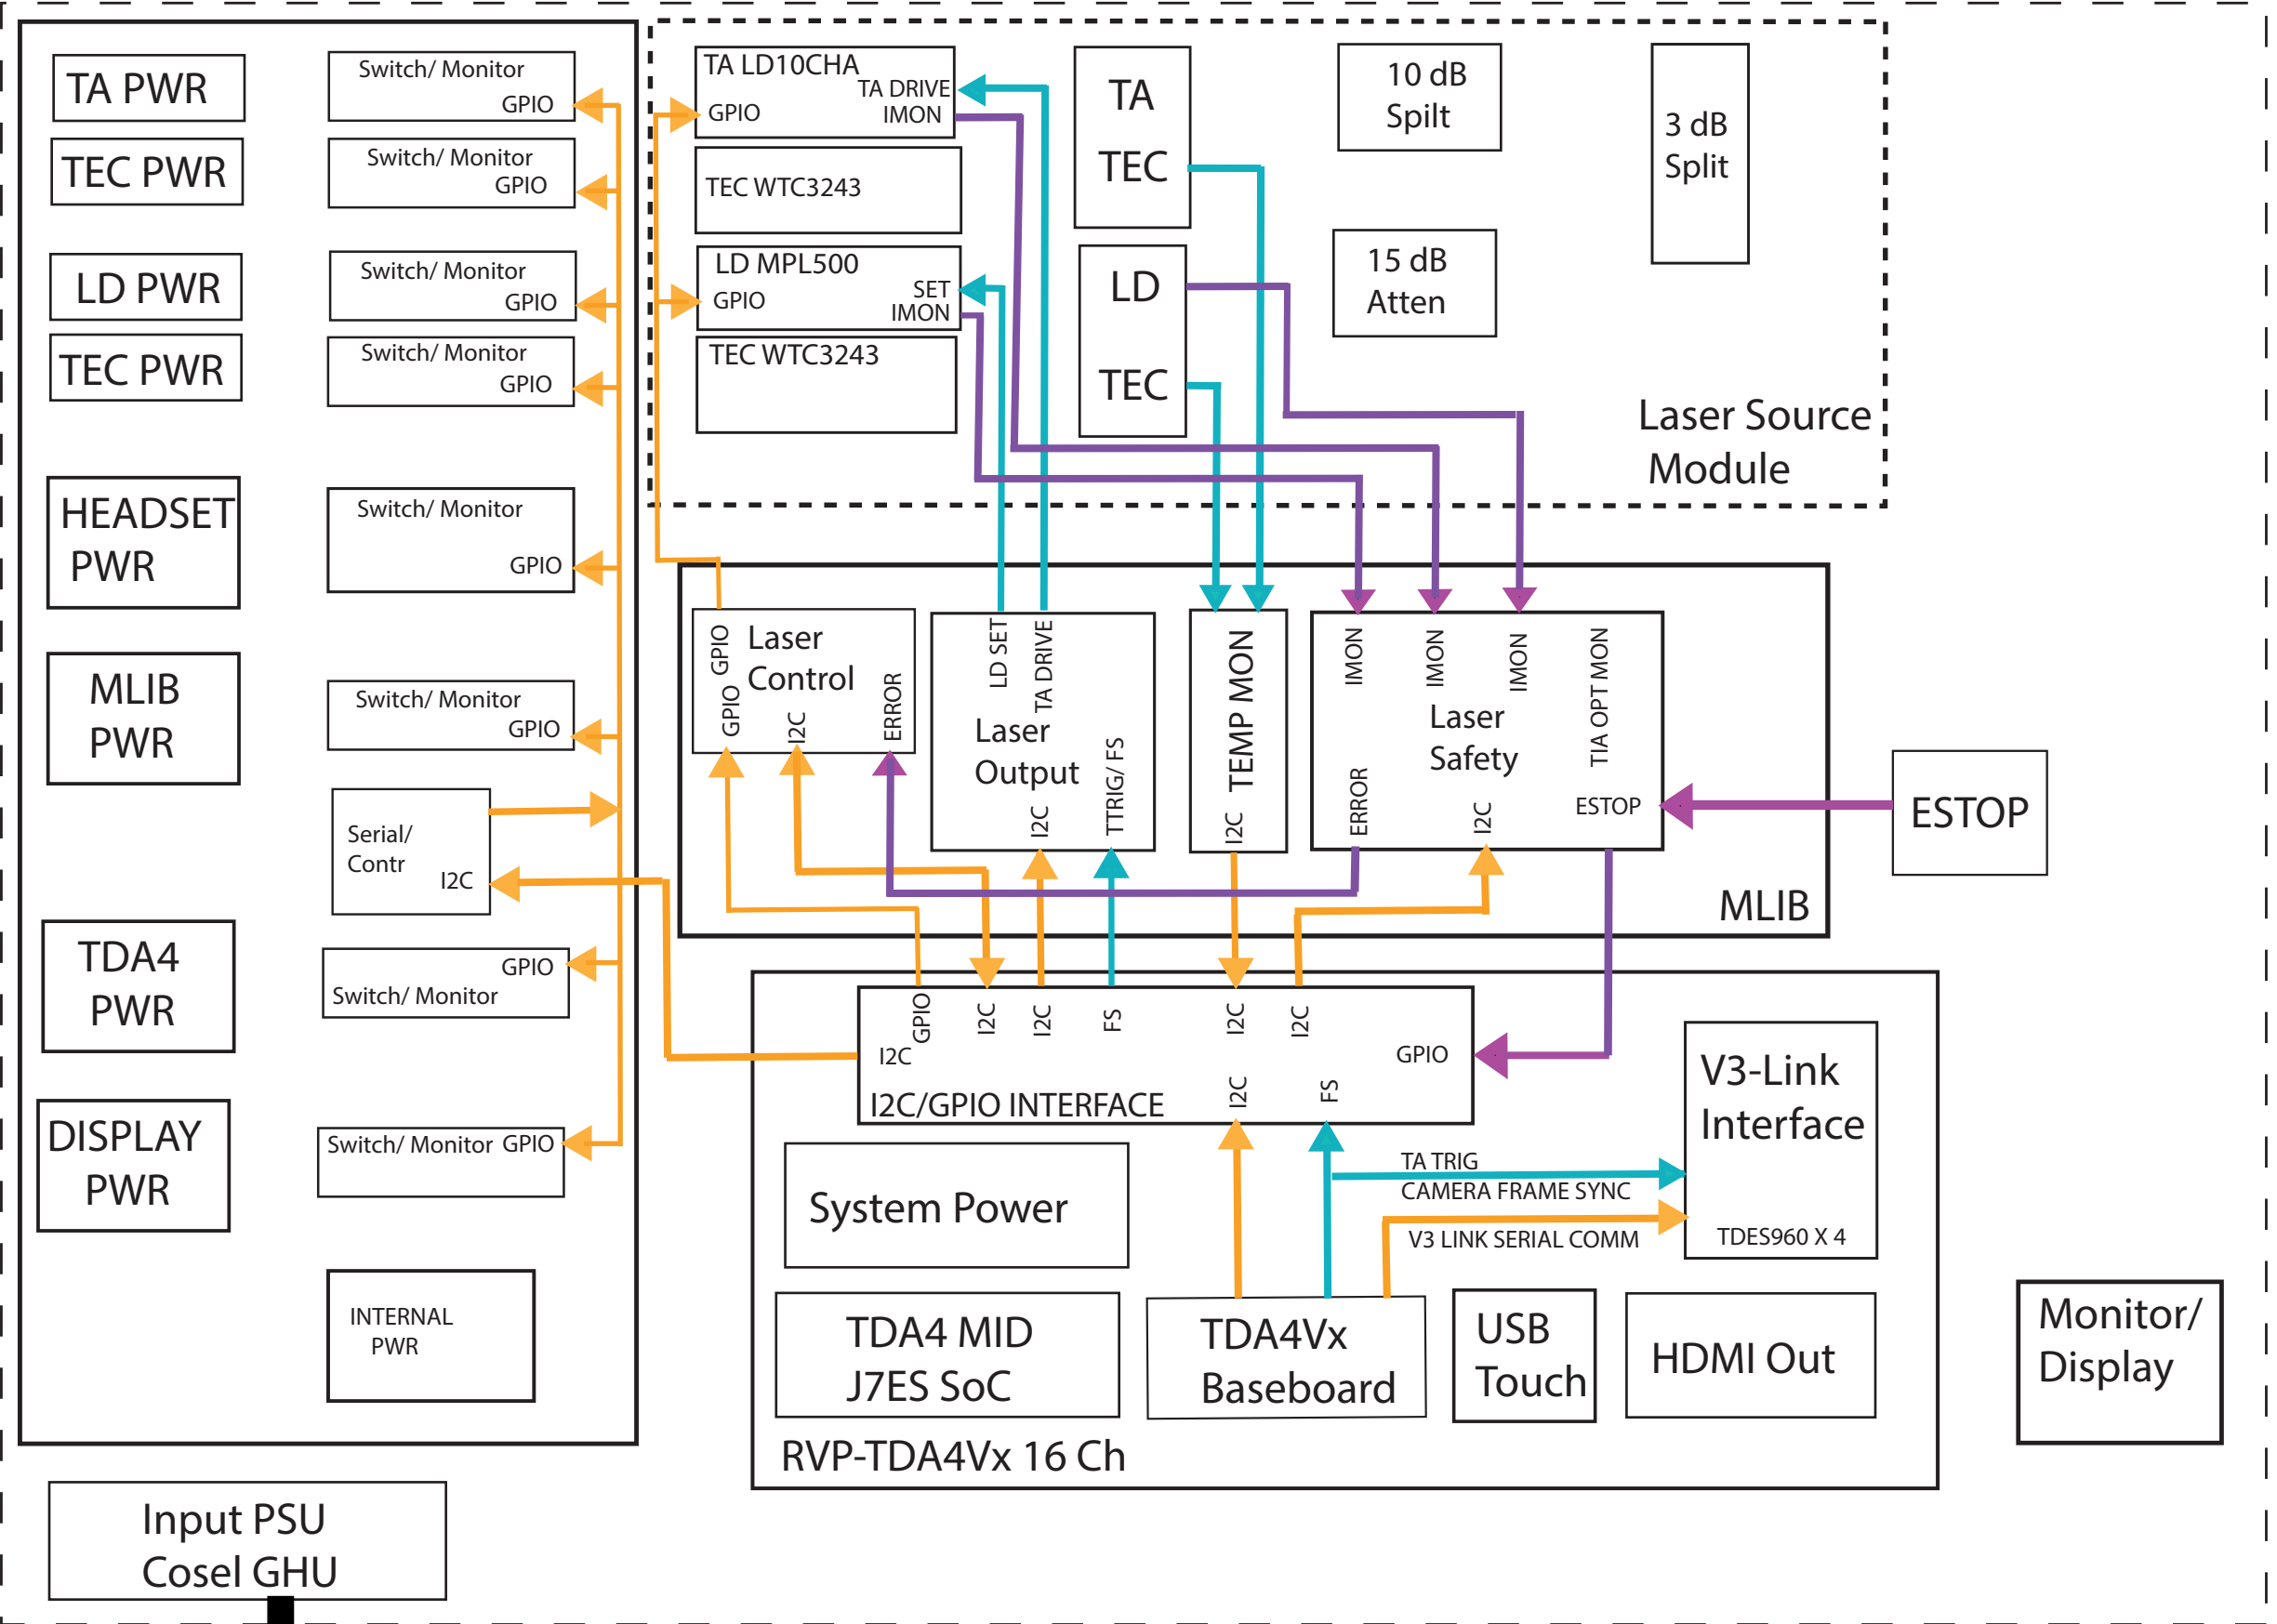 TA PWR
Switch/ Monitor
GPIO
TEC PWR
Switch/ Monitor
GPIO
LD PWR
Switch/ Monitor
GPIO
TEC PWR
Switch/ Monitor
GPIO
HEADSET
PWR
Switch/ Monitor
GPIO
MLIB
PWR
Switch/ Monitor
GPIO
Serial/
Contr
I2C
TDA4
PWR
GPIO
Switch/ Monitor
DISPLAY
PWR
Switch/ Monitor GPIO
INTERNAL
PWR
Input PSU
Cosel GHU
TA LD10CHA
TA DRIVE
GPIO
IMON
TEC WTC3243
LD MPL500
SET
GPIO
IMON
TEC WTC3243
TA
TEC
LD
TEC
10 dB
Spilt
15 dB
Atten
3 dB
Split
Laser Source
Module
GPIO
GPIO
Laser
Control
I2C
ERROR
LD SET
TA DRIVE
Laser
Output
I2C
TTRIG/ FS
TEMP MON
I2C
IMON
IMON
IMON
TIA OPT MON
Laser
Safety
ERROR
I2C
ESTOP
MLIB
ESTOP
GPIO
I2C
I2C
FS
I2C
I2C
I2C
GPIO
I2C
FS
I2C/GPIO INTERFACE
V3-Link
Interface
TDES960 X 4
TA TRIG
CAMERA FRAME SYNC
V3 LINK SERIAL COMM
System Power
TDA4 MID
J7ES SoC
TDA4Vx
Baseboard
USB
Touch
HDMI Out
RVP-TDA4Vx 16 Ch
Monitor/
Display